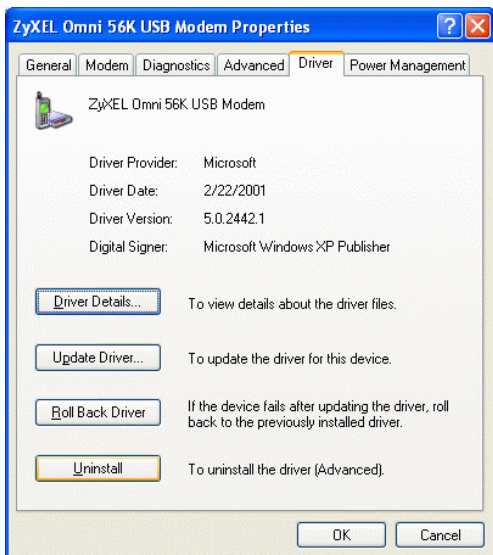 ZyXEL Omni 56K USB Modem Properties
General Modem Diagnostics Advanced Driver Power Management
ZyXEL Omni 56K USB Modem
Driver Provider: Microsoft
Driver Date: 2/22/2001
Driver Version: 5.0.2442.1
Digital Signer: Microsoft Windows XP Publisher
Driver Details... To view details about the driver files.
Update Driver... To update the driver for this device.
Roll Back Driver If the device fails after updating the driver, roll
back to the previously installed driver.
Uninstall To uninstall the driver (Advanced).
OK Cancel